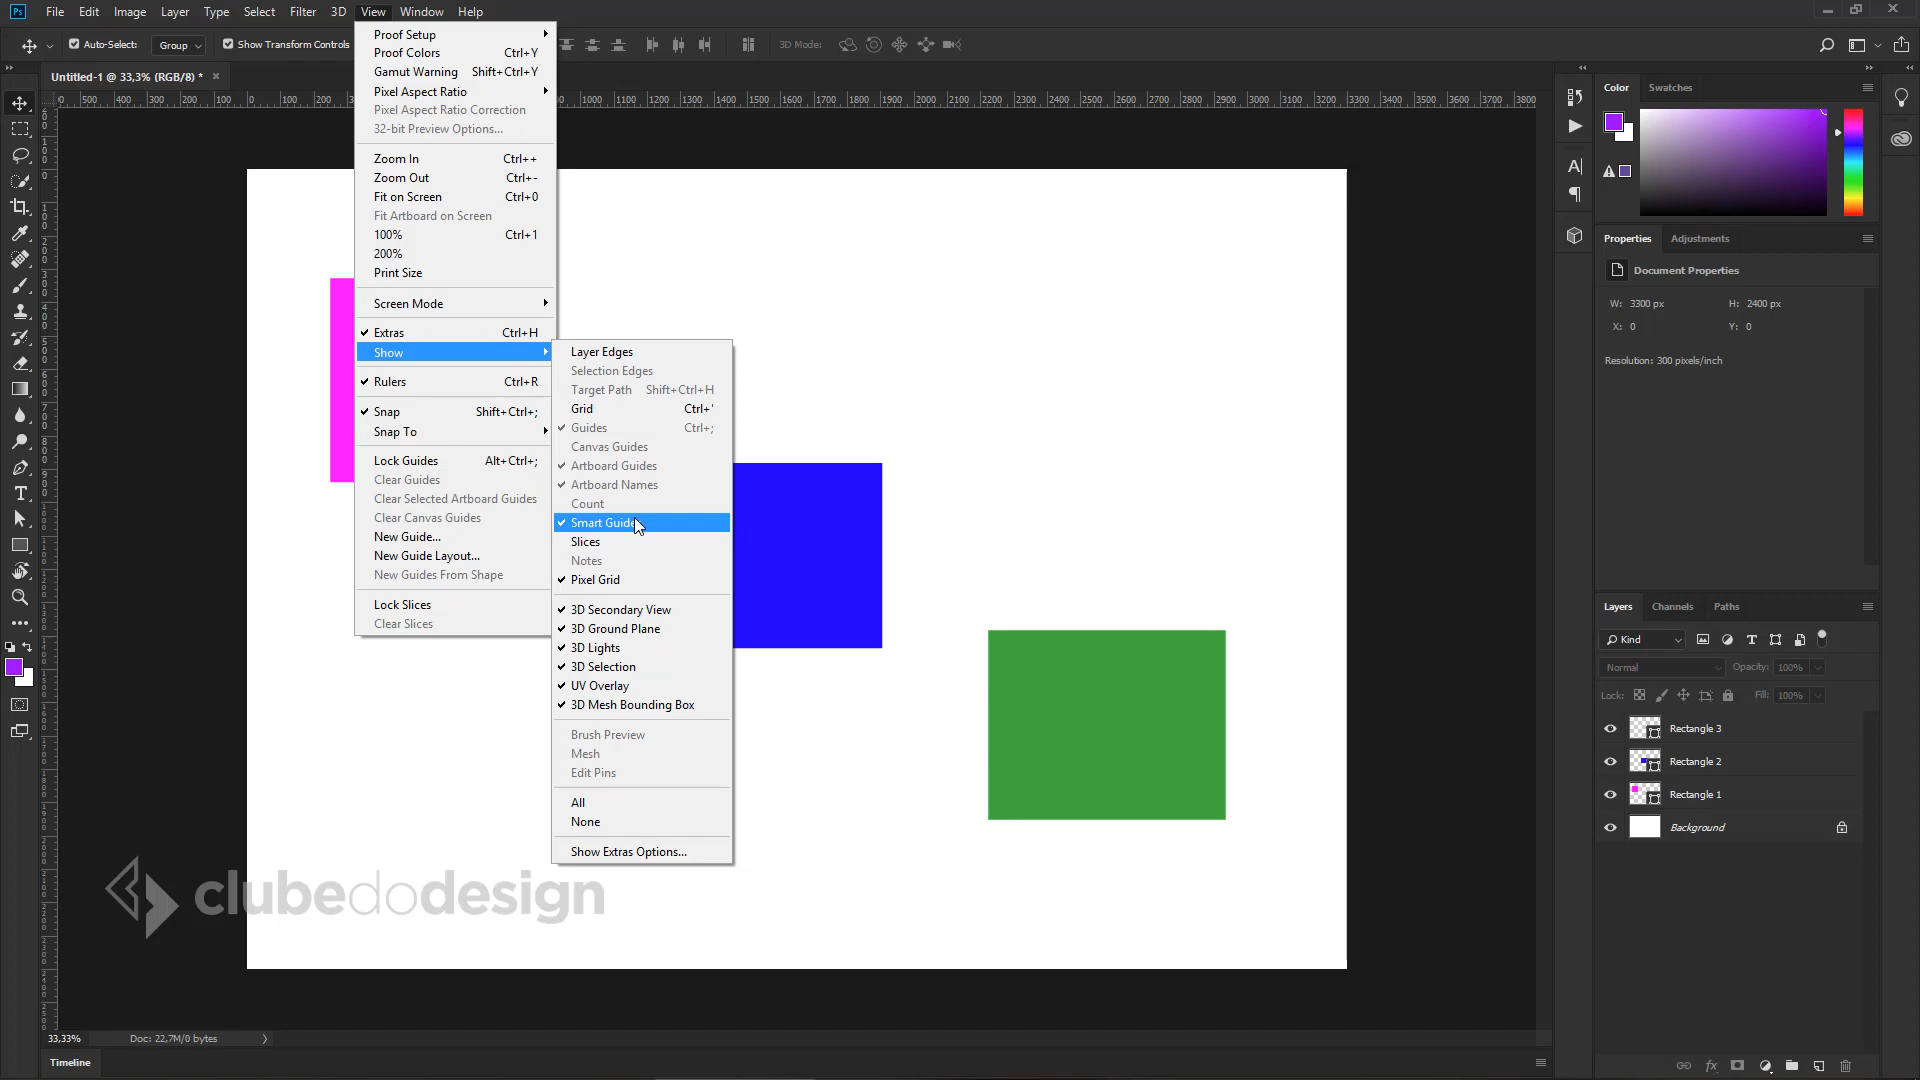 Ps File Edit Image Layer Type Select Filter 3D View Window Help
Auto-Select: Group Show Transform Controls 3D Mode:
Untitled-1 @ 33,3% (RGB/8) *
Proof Setup
Proof Colors Ctrl+Y
Gamut Warning Shift+Ctrl+Y
Pixel Aspect Ratio
Pixel Aspect Ratio Correction
32-bit Preview Options...
Zoom In Ctrl++
Zoom Out Ctrl+-
Fit on Screen Ctrl+0
Fit Artboard on Screen
100% Ctrl+1
200%
Print Size
Screen Mode
Extras Ctrl+H
Show
Rulers Ctrl+R
Snap Shift+Ctrl+;
Snap To
Lock Guides Alt+Ctrl+;
Clear Guides
Clear Selected Artboard Guides
Clear Canvas Guides
New Guide...
New Guide Layout...
New Guides From Shape
Lock Slices
Clear Slices
Layer Edges
Selection Edges
Target Path Shift+Ctrl+H
Grid Ctrl+'
Guides Ctrl+;
Canvas Guides
Artboard Guides
Artboard Names
Count
Smart Guide
Slices
Notes
Pixel Grid
3D Secondary View
3D Ground Plane
3D Lights
3D Selection
UV Overlay
3D Mesh Bounding Box
Brush Preview
Mesh
Edit Pins
All
None
Show Extras Options...
clubedodesign
33,33% Doc: 22,7M/0 bytes
Timeline
Color Swatches
Properties Adjustments
Document Properties
W: 3300 px H: 2400 px
X: 0 Y: 0
Resolution: 300 pixels/inch
Layers Channels Paths
Kind
Normal Opacity: 100%
Lock: Fill: 100%
Rectangle 3
Rectangle 2
Rectangle 1
Background